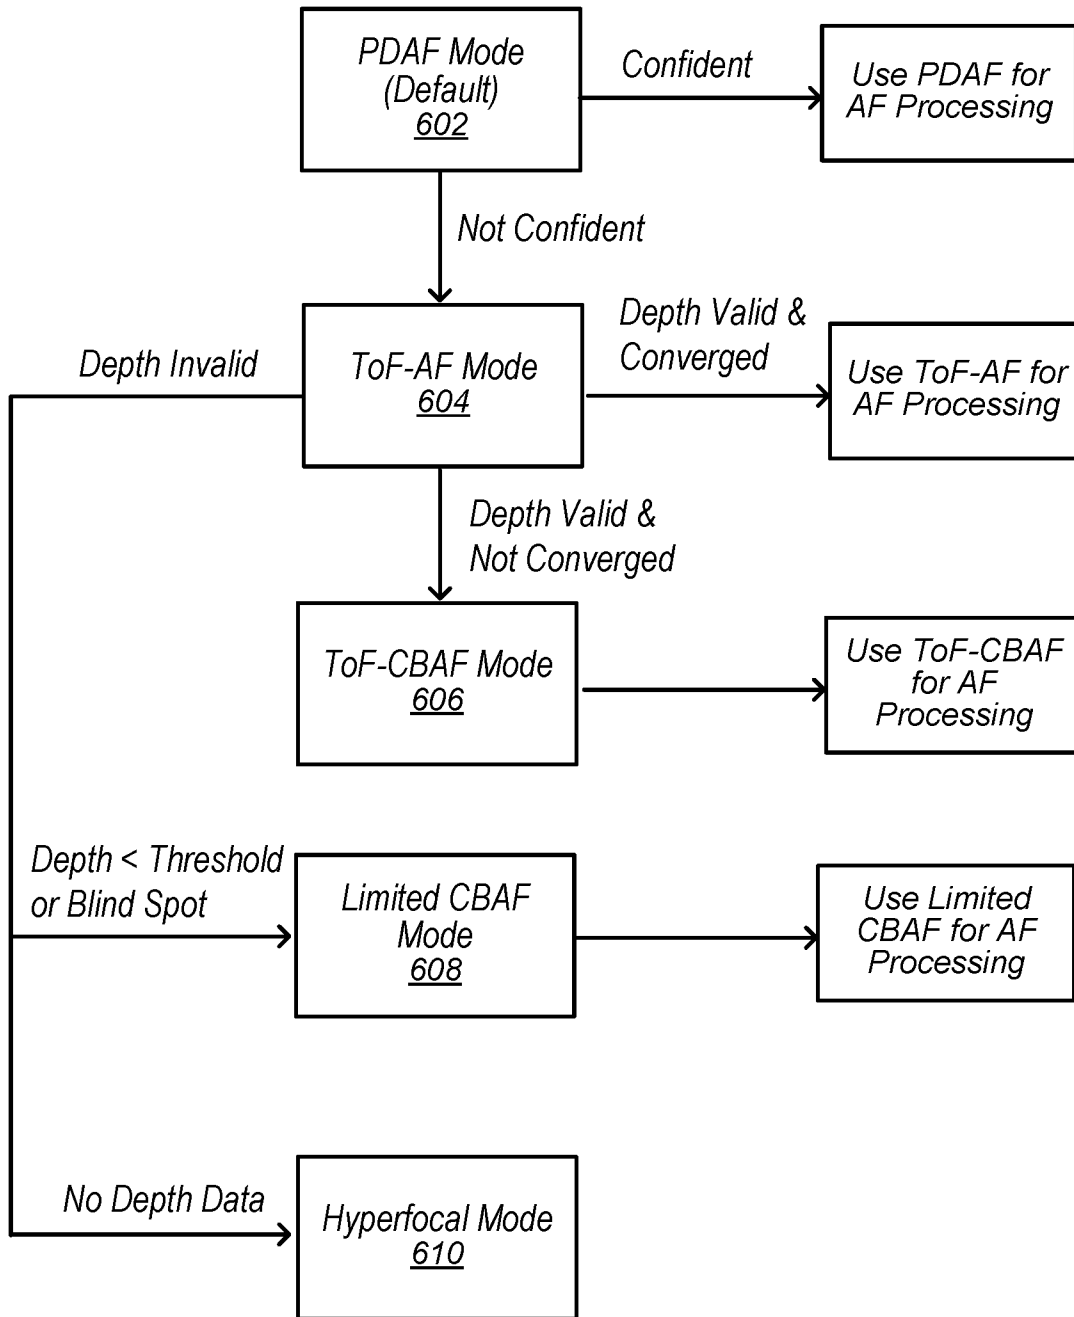 PDAF Mode
(Default)
602
Confident
Use PDAF for
AF Processing
Not Confident
Depth Invalid
ToF-AF Mode
604
Depth Valid &
Converged
Use ToF-AF for
AF Processing
Depth Valid &
Not Converged
ToF-CBAF Mode
606
Use ToF-CBAF
for AF
Processing
Depth < Threshold
or Blind Spot
Limited CBAF
Mode
608
Use Limited
CBAF for AF
Processing
No Depth Data
Hyperfocal Mode
610